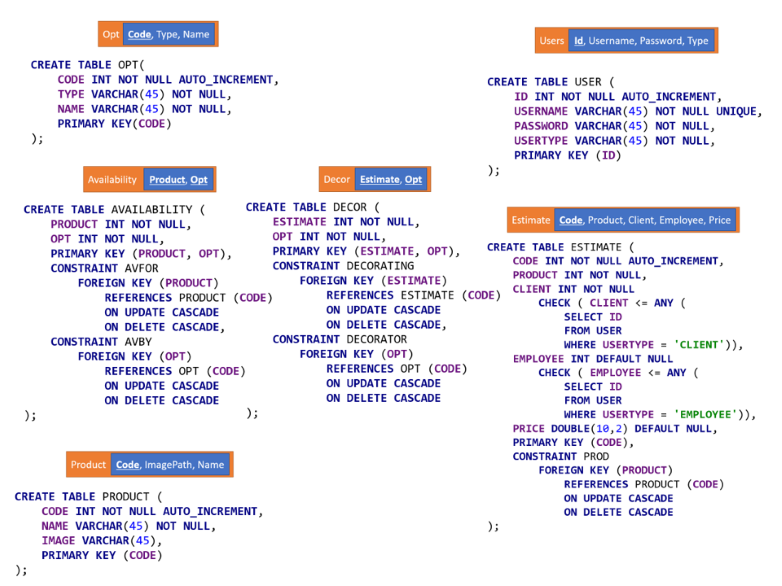 Opt Code, Type, Name
CREATE TABLE OPT(
CODE INT NOT NULL AUTO_INCREMENT,
TYPE VARCHAR(45) NOT NULL,
NAME VARCHAR(45) NOT NULL,
PRIMARY KEY(CODE)
);
Users Id, Username, Password, Type
CREATE TABLE USER (
ID INT NOT NULL AUTO_INCREMENT,
USERNAME VARCHAR(45) NOT NULL UNIQUE,
PASSWORD VARCHAR(45) NOT NULL,
USERTYPE VARCHAR(45) NOT NULL,
PRIMARY KEY (ID)
);
Availability Product, Opt
CREATE TABLE AVAILABILITY (
PRODUCT INT NOT NULL,
OPT INT NOT NULL,
PRIMARY KEY (PRODUCT, OPT),
CONSTRAINT AVFOR
FOREIGN KEY (PRODUCT)
REFERENCES PRODUCT (CODE)
ON UPDATE CASCADE
ON DELETE CASCADE,
CONSTRAINT AVBY
FOREIGN KEY (OPT)
REFERENCES OPT (CODE)
ON UPDATE CASCADE
ON DELETE CASCADE
);
Decor Estimate, Opt
CREATE TABLE DECOR (
ESTIMATE INT NOT NULL,
OPT INT NOT NULL,
PRIMARY KEY (ESTIMATE, OPT),
CONSTRAINT DECORATING
FOREIGN KEY (ESTIMATE)
REFERENCES ESTIMATE (CODE)
ON UPDATE CASCADE
ON DELETE CASCADE,
CONSTRAINT DECORATOR
FOREIGN KEY (OPT)
REFERENCES OPT (CODE)
ON UPDATE CASCADE
ON DELETE CASCADE
);
Estimate Code, Product, Client, Employee, Price
CREATE TABLE ESTIMATE (
CODE INT NOT NULL AUTO_INCREMENT,
PRODUCT INT NOT NULL,
CLIENT INT NOT NULL
CHECK ( CLIENT <= ANY (
SELECT ID
FROM USER
WHERE USERTYPE = 'CLIENT')),
EMPLOYEE INT DEFAULT NULL
CHECK ( EMPLOYEE <= ANY (
SELECT ID
FROM USER
WHERE USERTYPE = 'EMPLOYEE')),
PRICE DOUBLE(10,2) DEFAULT NULL,
PRIMARY KEY (CODE),
CONSTRAINT PROD
FOREIGN KEY (PRODUCT)
REFERENCES PRODUCT (CODE)
ON UPDATE CASCADE
ON DELETE CASCADE
);
Product Code, ImagePath, Name
CREATE TABLE PRODUCT (
CODE INT NOT NULL AUTO_INCREMENT,
NAME VARCHAR(45) NOT NULL,
IMAGE VARCHAR(45),
PRIMARY KEY (CODE)
);